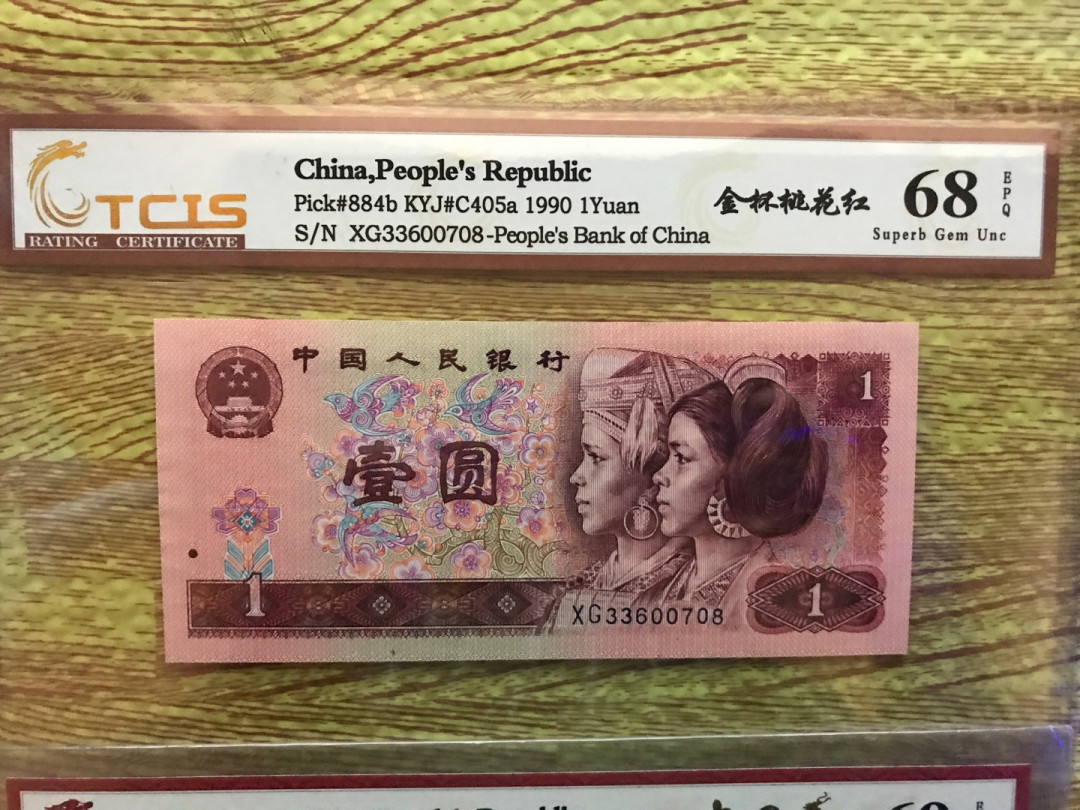 TCIS
RATING CERTIFICATE
China,People's Republic
Pick#884b KYJ#C405a 1990 1Yuan
S/N XG33600708-People's Bank of China
金杯桃花红
68
EPQ
Superb Gem Unc
中国人民银行
1
壹圆
1
XG33600708
1